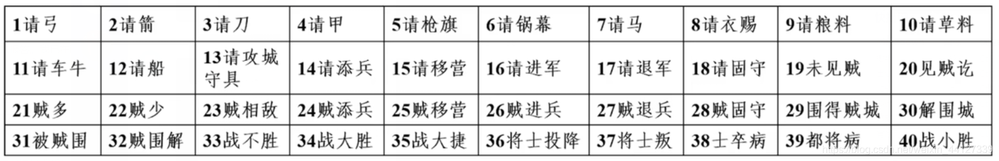 1请弓 2请箭 3请刀 4请甲 5请枪旗 6请锅幕 7请马 8请衣赐 9请粮料 10请草料
11请车牛 12请船 13请攻城守具 14请添兵 15请移营 16请进军 17请退军 18请固守 19未见贼 20见贼讫
21贼多 22贼少 23贼相敌 24贼添兵 25贼移营 26贼进兵 27贼退兵 28贼固守 29围得贼城 30解围城
31被贼围 32贼围解 33战不胜 34战大胜 35战大捷 36将士投降 37将士叛 38士卒病 39都将病 40战小胜
https://blog.csdn.net/weixin_44127339